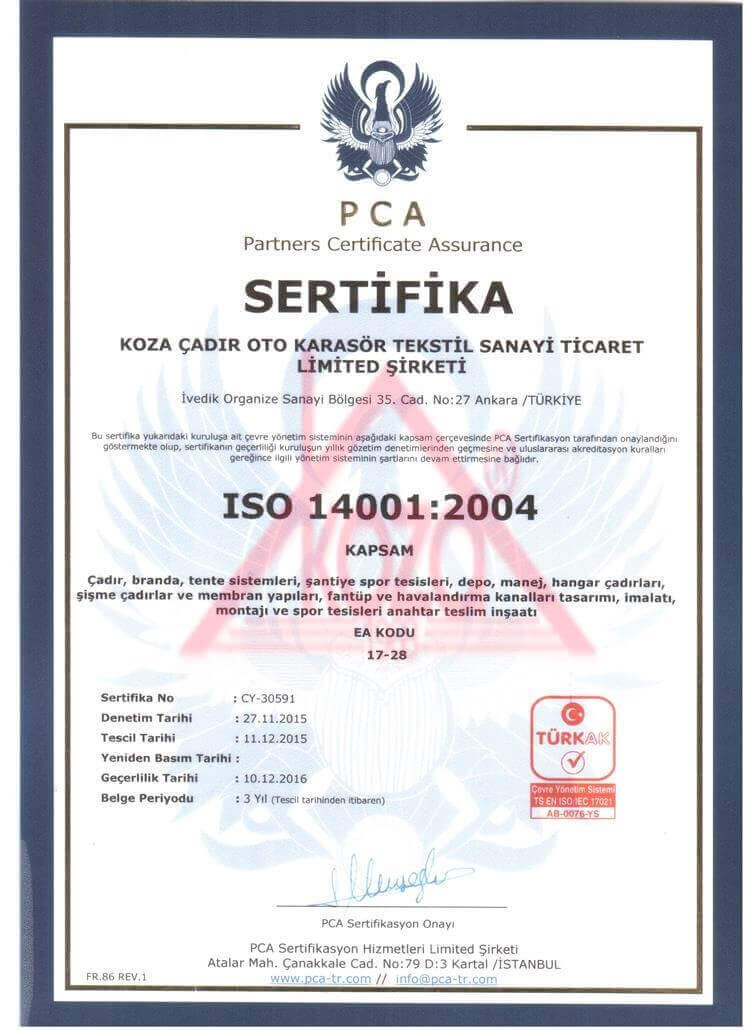 PCA
Partners Certificate Assurance
SERTİFİKA
KOZA ÇADIR OTO KARASÖR TEKSTİL SANAYİ TİCARET
LİMİTED ŞİRKETİ
İvedik Organize Sanayi Bölgesi 35. Cad. No:27 Ankara /TÜRKİYE
Bu sertifika yukarıdaki kuruluşa ait çevre yönetim sisteminin aşağıdaki kapsam çerçevesinde PCA Sertifikasyon tarafından onaylandığını
göstermekte olup, sertifikanın geçerliliği kuruluşun yıllık gözetim denetimlerinden geçmesine ve uluslararası akreditasyon kuralları
gereğince ilgili yönetim sisteminin şartlarını devam ettirmesine bağlıdır.
ISO 14001:2004
KOZA
KAPSAM
Çadır, branda, tente sistemleri, şantiye spor tesisleri, depo, manej, hangar çadırları,
şişme çadırlar ve membran yapıları, fantüp ve havalandırma kanalları tasarımı, imalatı,
montajı ve spor tesisleri anahtar teslim inşaatı
EA KODU
17-28
Sertifika No : CY-30591
Denetim Tarihi : 27.11.2015
Tescil Tarihi : 11.12.2015
Yeniden Basım Tarihi :
Geçerlilik Tarihi : 10.12.2016
Belge Periyodu : 3 Yıl (Tescil tarihinden itibaren)
TÜRKAK
Çevre Yönetim Sistemi
TS EN ISO IEC 17021
AB-0076-YS
PCA Sertifikasyon Onayı
PCA Sertifikasyon Hizmetleri Limited Şirketi
Atalar Mah. Çanakkale Cad. No:79 D:3 Kartal /İSTANBUL
www.pca-tr.com // info@pca-tr.com
FR.86 REV.1